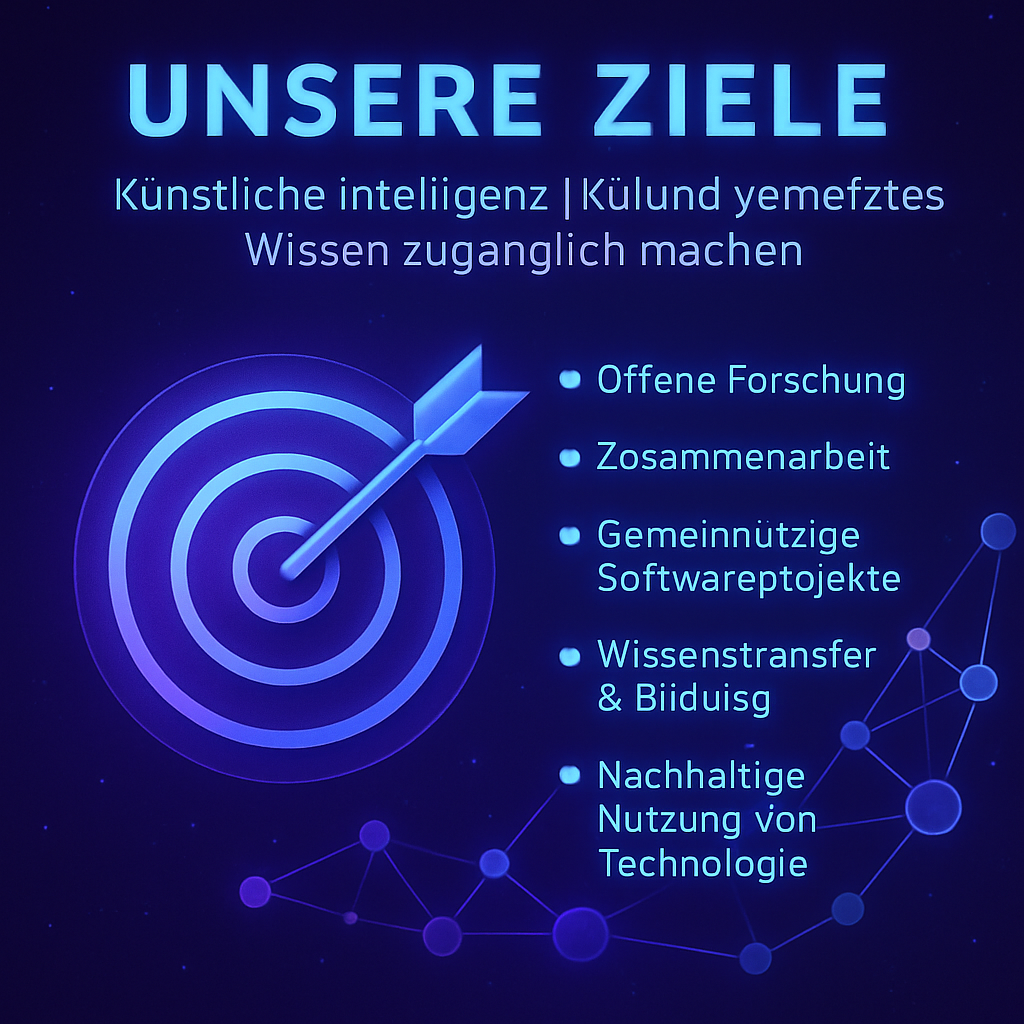 UNSERE ZIELE
Künstliche inteliigenz | Külund yemefztes
Wissen zuganglich machen
Offene Forschung
Zosammenarbeit
Gemeinnützige
Softwareptojekte
Wissenstransfer
& Biiduisg
Nachhaltige
Nutzung von
Technologie